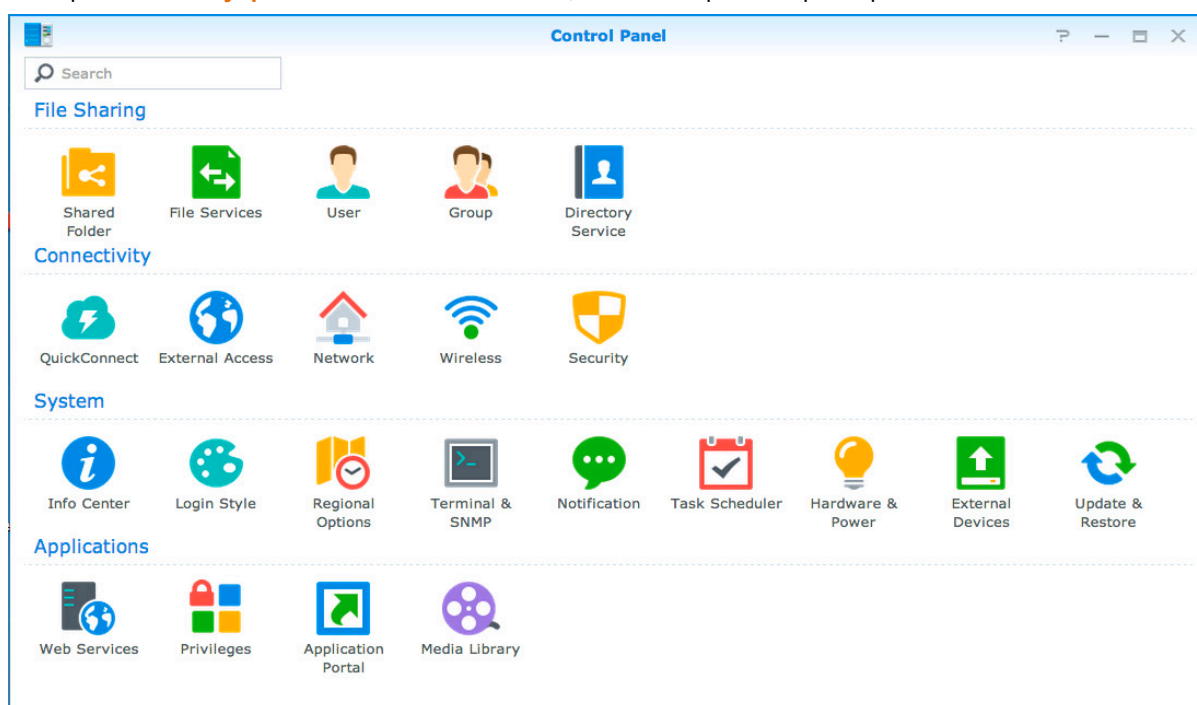 Control Panel
Search
File Sharing
Shared Folder
File Services
User
Group
Directory Service
Connectivity
QuickConnect
External Access
Network
Wireless
Security
System
Info Center
Login Style
Regional Options
Terminal & SNMP
Notification
Task Scheduler
Hardware & Power
External Devices
Update & Restore
Applications
Web Services
Privileges
Application Portal
Media Library